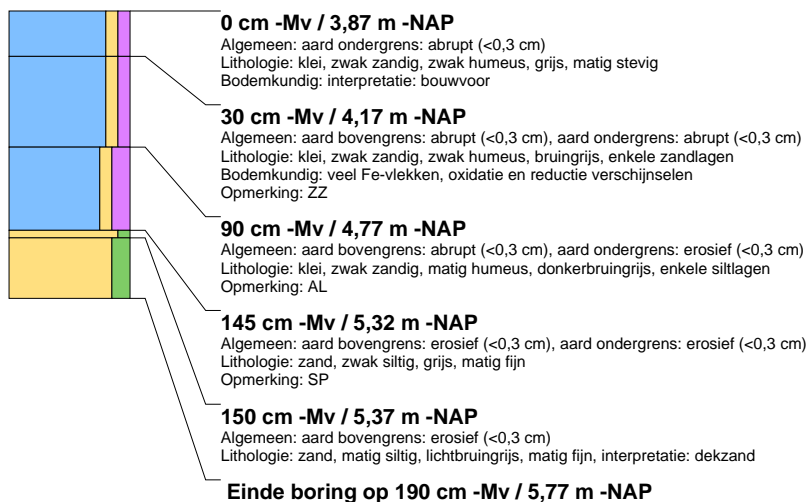 0 cm -Mv / 3,87 m -NAP
Algemeen: aard ondergrens: abrupt (<0,3 cm)
Lithologie: klei, zwak zandig, zwak humeus, grijs, matig stevig
Bodemkundig: interpretatie: bouwvoor
30 cm -Mv / 4,17 m -NAP
Algemeen: aard bovengrens: abrupt (<0,3 cm), aard ondergrens: abrupt (<0,3 cm)
Lithologie: klei, zwak zandig, zwak humeus, bruingrijs, enkele zandlagen
Bodemkundig: veel Fe-vlekken, oxidatie en reductie verschijnselen
Opmerking: ZZ
90 cm -Mv / 4,77 m -NAP
Algemeen: aard bovengrens: abrupt (<0,3 cm), aard ondergrens: erosief (<0,3 cm)
Lithologie: klei, zwak zandig, matig humeus, donkerbruingrijs, enkele siltlagen
Opmerking: AL
145 cm -Mv / 5,32 m -NAP
Algemeen: aard bovengrens: erosief (<0,3 cm), aard ondergrens: erosief (<0,3 cm)
Lithologie: zand, zwak siltig, grijs, matig fijn
Opmerking: SP
150 cm -Mv / 5,37 m -NAP
Algemeen: aard bovengrens: erosief (<0,3 cm)
Lithologie: zand, matig siltig, lichtbruingrijs, matig fijn, interpretatie: dekzand
Einde boring op 190 cm -Mv / 5,77 m -NAP